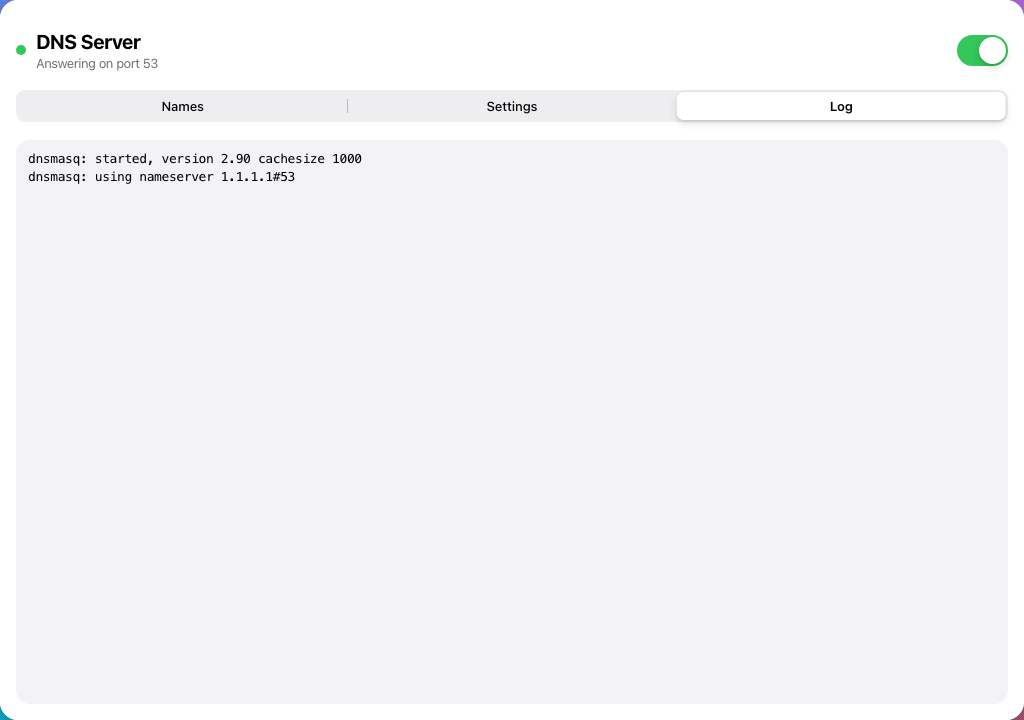 DNS Server
Answering on port 53
Names
Settings
Log
dnsmasq: started, version 2.90 cachesize 1000
dnsmasq: using nameserver 1.1.1.1#53